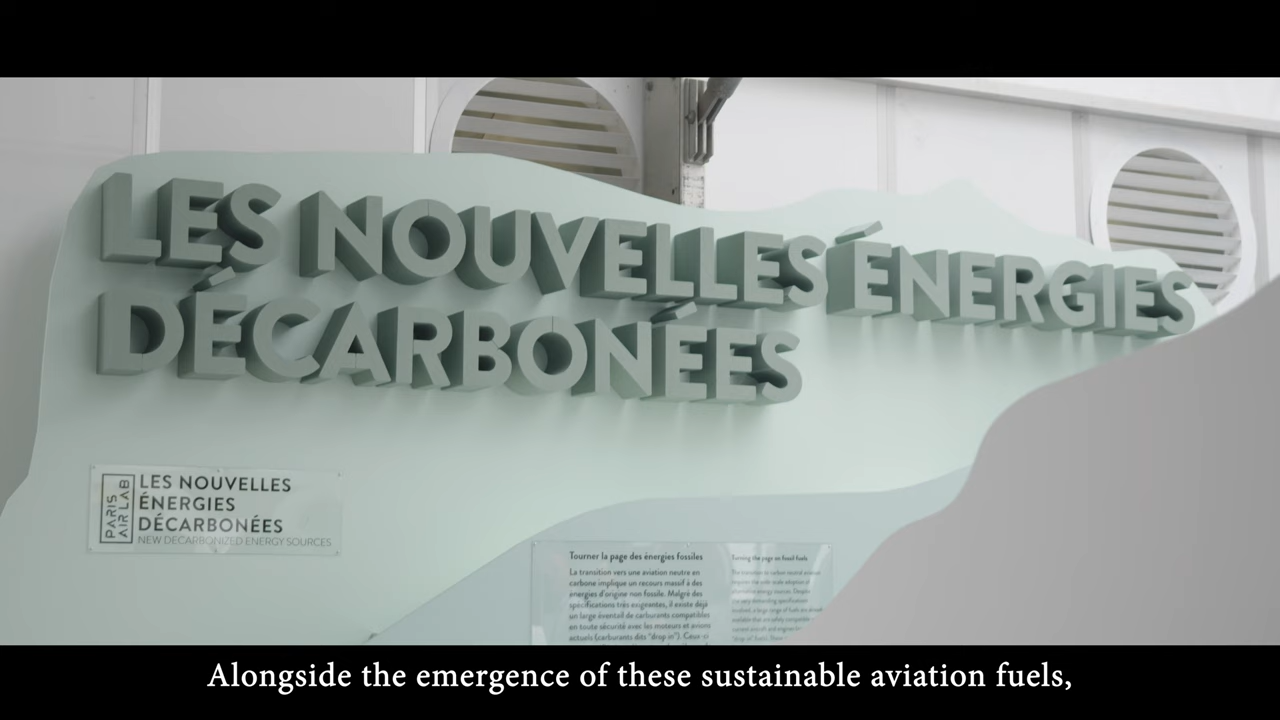 LES NOUVELLES ÉNERGIES
DÉCARBONÉES
PARIS
AIR LAB
LES NOUVELLES
ÉNERGIES
DÉCARBONÉES
NEW DECARBONIZED ENERGY SOURCES
Tourner la page des énergies fossiles
La transition vers une aviation neutre en
carbone implique un recours massif à des
énergies d'origine non fossile. Malgré des
spécifications très exigeantes, il existe déjà
un large éventail de carburants compatibles
en toute sécurité avec les moteurs et avions
actuels (carburants dits "drop in"). Ceux-ci
Turning the page on fossil fuels
Alongside the emergence of these sustainable aviation fuels,